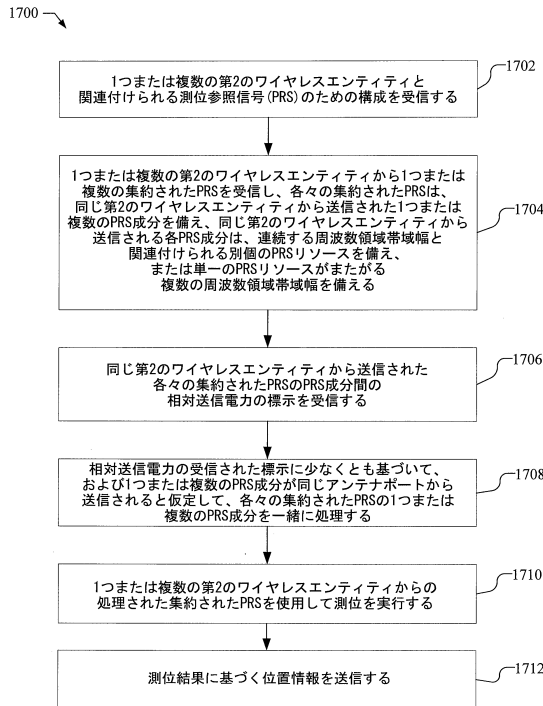 1700
1702
1つまたは複数の第2のワイヤレスエンティティと
関連付けられる測位参照信号(PRS)のための構成を受信する
1704
1つまたは複数の第2のワイヤレスエンティティから1つまたは
複数の集約されたPRSを受信し、各々の集約されたPRSは、
同じ第2のワイヤレスエンティティから送信された1つまたは
複数のPRS成分を備え、同じ第2のワイヤレスエンティティから
送信される各PRS成分は、連続する周波数領域帯域幅と
関連付けられる別個のPRSリソースを備え、
または単一のPRSリソースがまたがる
複数の周波数領域帯域幅を備える
1706
同じ第2のワイヤレスエンティティから送信された
各々の集約されたPRSのPRS成分間の
相対送信電力の標示を受信する
1708
相対送信電力の受信された標示に少なくとも基づいて、
および1つまたは複数のPRS成分が同じアンテナポートから
送信されると仮定して、各々の集約されたPRSの1つまたは
複数のPRS成分を一緒に処理する
1710
1つまたは複数の第2のワイヤレスエンティティからの
処理された集約されたPRSを使用して測位を実行する
1712
測位結果に基づく位置情報を送信する